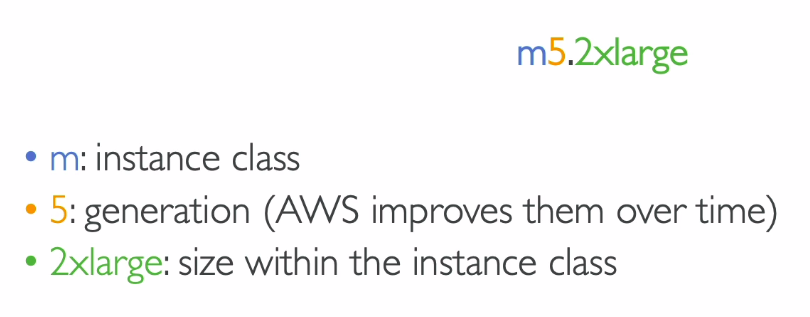 m5.2xlarge
• m: instance class
• 5: generation (AWS improves them over time)
• 2xlarge: size within the instance class